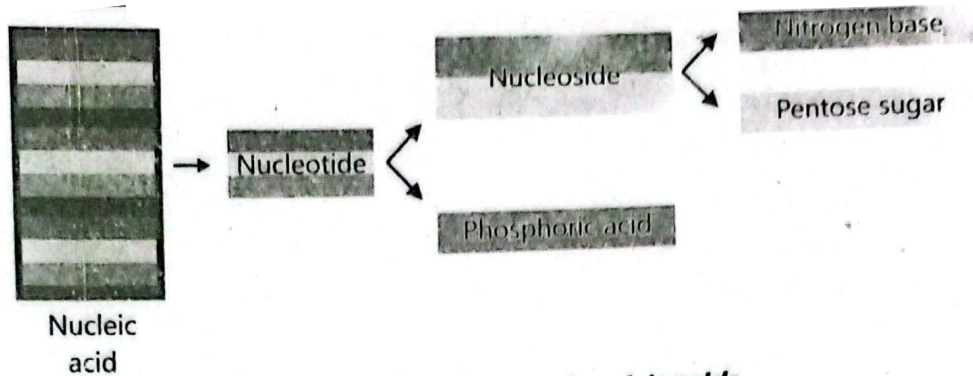 Nitrogen base
Nucleoside
Pentose sugar
Nucleotide
Phosphoric acid
Nucleic
acid